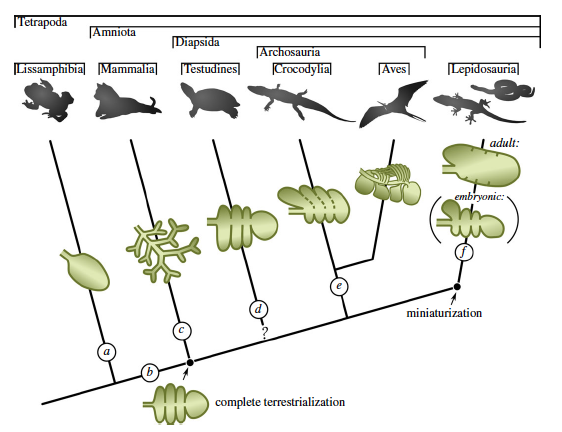 Tetrapoda
Amniota
Diapsida
Archosauria
Lissamphibia Mammalia Testudines Crocodylia Aves Lepidosauria
adult:
embryonic:
f
miniaturization
e
d
?
c
a
b
complete terrestrialization